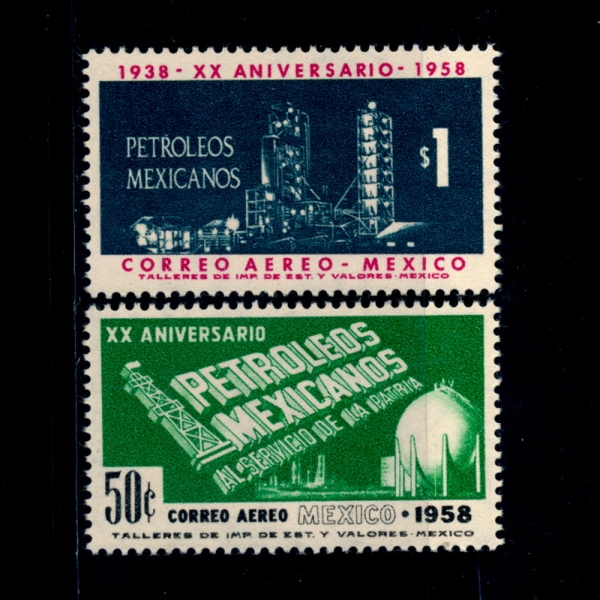 1938 - XX ANIVERSARIO - 1958
PETROLEOS
MEXICANOS
$1
CORREO AEREO - MEXICO
TALLERES DE IMP. DE EST. Y VALORES - MEXICO
XX ANIVERSARIO
PETROLEOS
MEXICANOS
AL SERVICIO DE LA PATRIA
50¢
CORREO AEREO MEXICO • 1958
TALLERES DE IMP. DE EST. Y VALORES - MEXICO